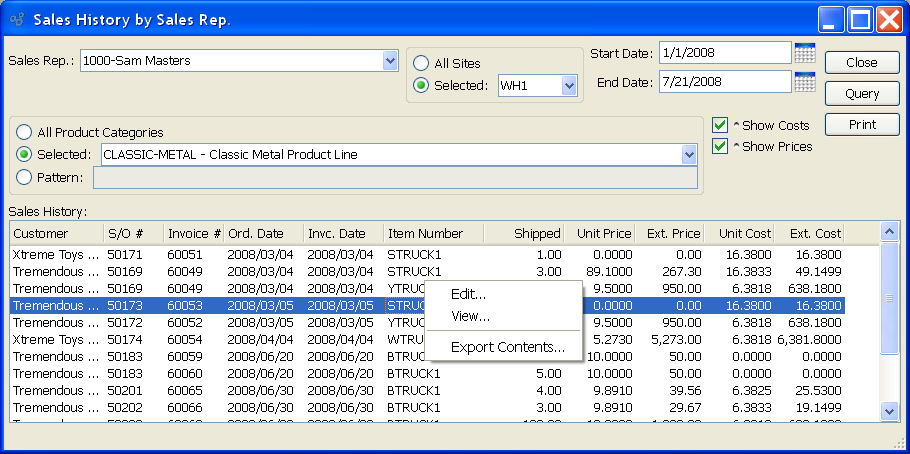 Sales History by Sales Rep.
Sales Rep.: 1000-Sam Masters
All Sites
Selected: WH1
Start Date: 1/1/2008
End Date: 7/21/2008
Close
Query
Print
All Product Categories
Selected: CLASSIC-METAL - Classic Metal Product Line
Pattern:
^ Show Costs
^ Show Prices
Sales History:
Customer S/O # Invoice # Ord. Date Invc. Date Item Number Shipped Unit Price Ext. Price Unit Cost Ext. Cost
Xtreme Toys ... 50171 60051 2008/03/04 2008/03/04 STRUCK1 1.00 0.0000 0.00 16.3800 16.3800
Tremendous ... 50169 60049 2008/03/04 2008/03/04 STRUCK1 3.00 89.1000 267.30 16.3833 49.1499
Tremendous ... 50169 60049 2008/03/04 2008/03/04 9.5000 950.00 6.3818 638.1800
Tremendous ... 50173 60053 2008/03/05 2008/03/05 0.0000 0.00 16.3800 16.3800
Tremendous ... 50172 60052 2008/03/05 2008/03/05 9.5000 950.00 6.3818 638.1800
Xtreme Toys ... 50174 60054 2008/03/04 2008/03/04 5.2730 5,273.00 6.3818 6,381.8000
Tremendous ... 50183 60059 2008/06/20 2008/06/20 10.0000 50.00 0.0000 0.0000
Tremendous ... 50183 60060 2008/06/20 2008/06/20 BTRUCK1 5.00 10.0000 50.00 0.0000 0.0000
Tremendous ... 50201 60065 2008/06/30 2008/06/30 BTRUCK1 4.00 9.8910 39.56 6.3825 25.5300
Tremendous ... 50202 60066 2008/06/30 2008/06/30 BTRUCK1 3.00 9.8910 29.67 6.3833 19.1499
Edit...
View...
Export Contents...